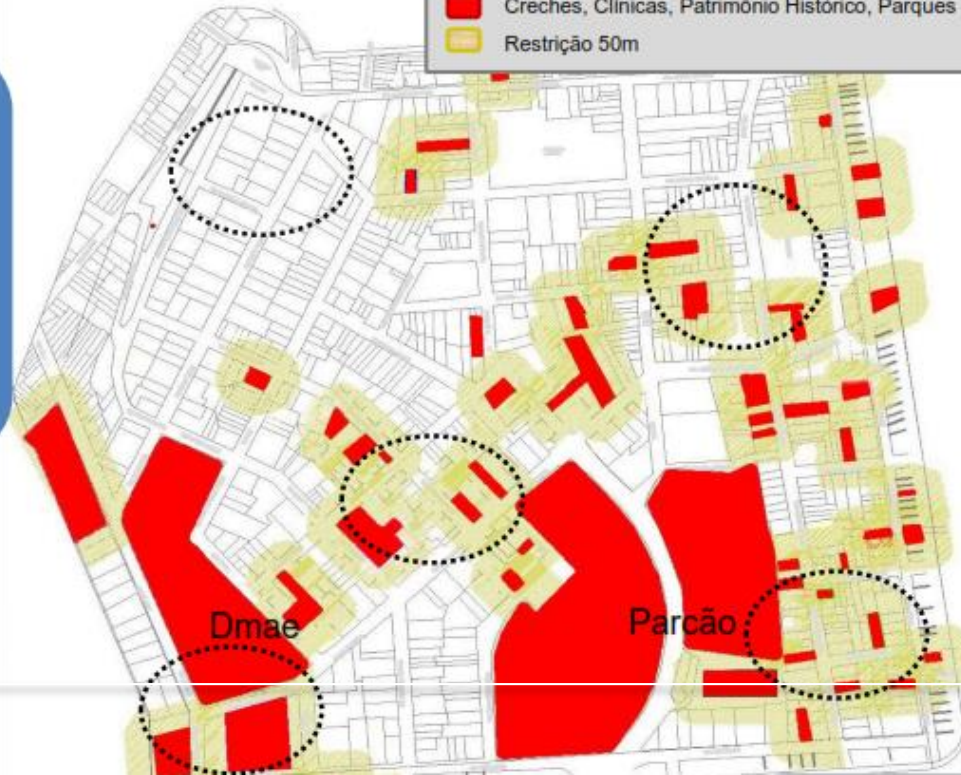 Creches, Clínicas, Patrimônio Histórico, Parques
Restrição 50m
Dmae
Parcão